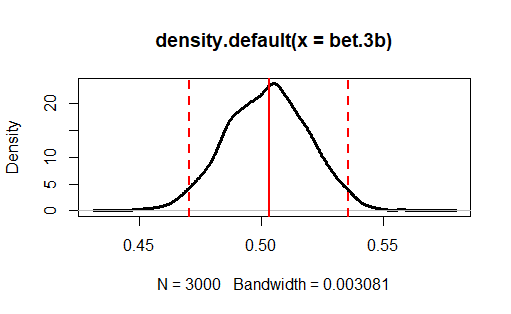 density.default(x = bet.3b)
Density
20
10
5
0
0.45 0.50 0.55
N = 3000 Bandwidth = 0.003081